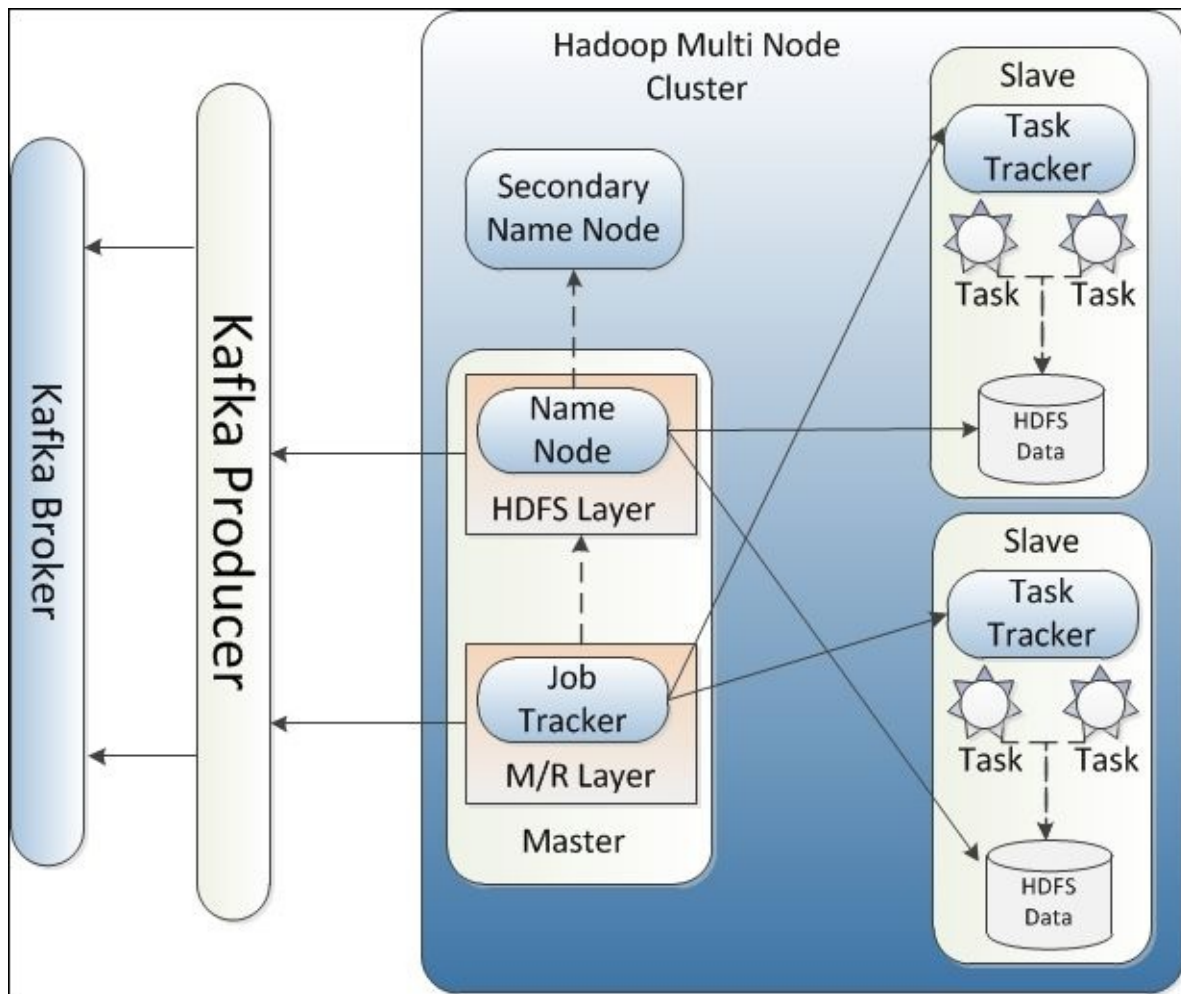 Hadoop Multi Node
Cluster
Kafka Broker
Kafka Producer
Secondary
Name Node
Name
Node
HDFS Layer
Job
Tracker
M/R Layer
Master
Slave
Task
Tracker
Task
Task
HDFS
Data
Slave
Task
Tracker
Task
Task
HDFS
Data